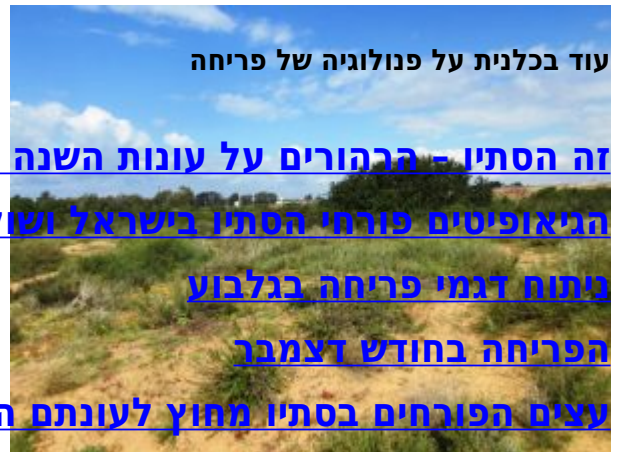 עוד בכלנית על פנולוגיה של פריחה
זה הסתיו – הרהורים על עונות השנה
הגיאופיטים פורחי הסתיו בישראל
ניתוח דגמי פריחה בגלבוע
הפריחה בחודש דצמבר
עצים הפורחים בסתיו מחוץ לעונתם